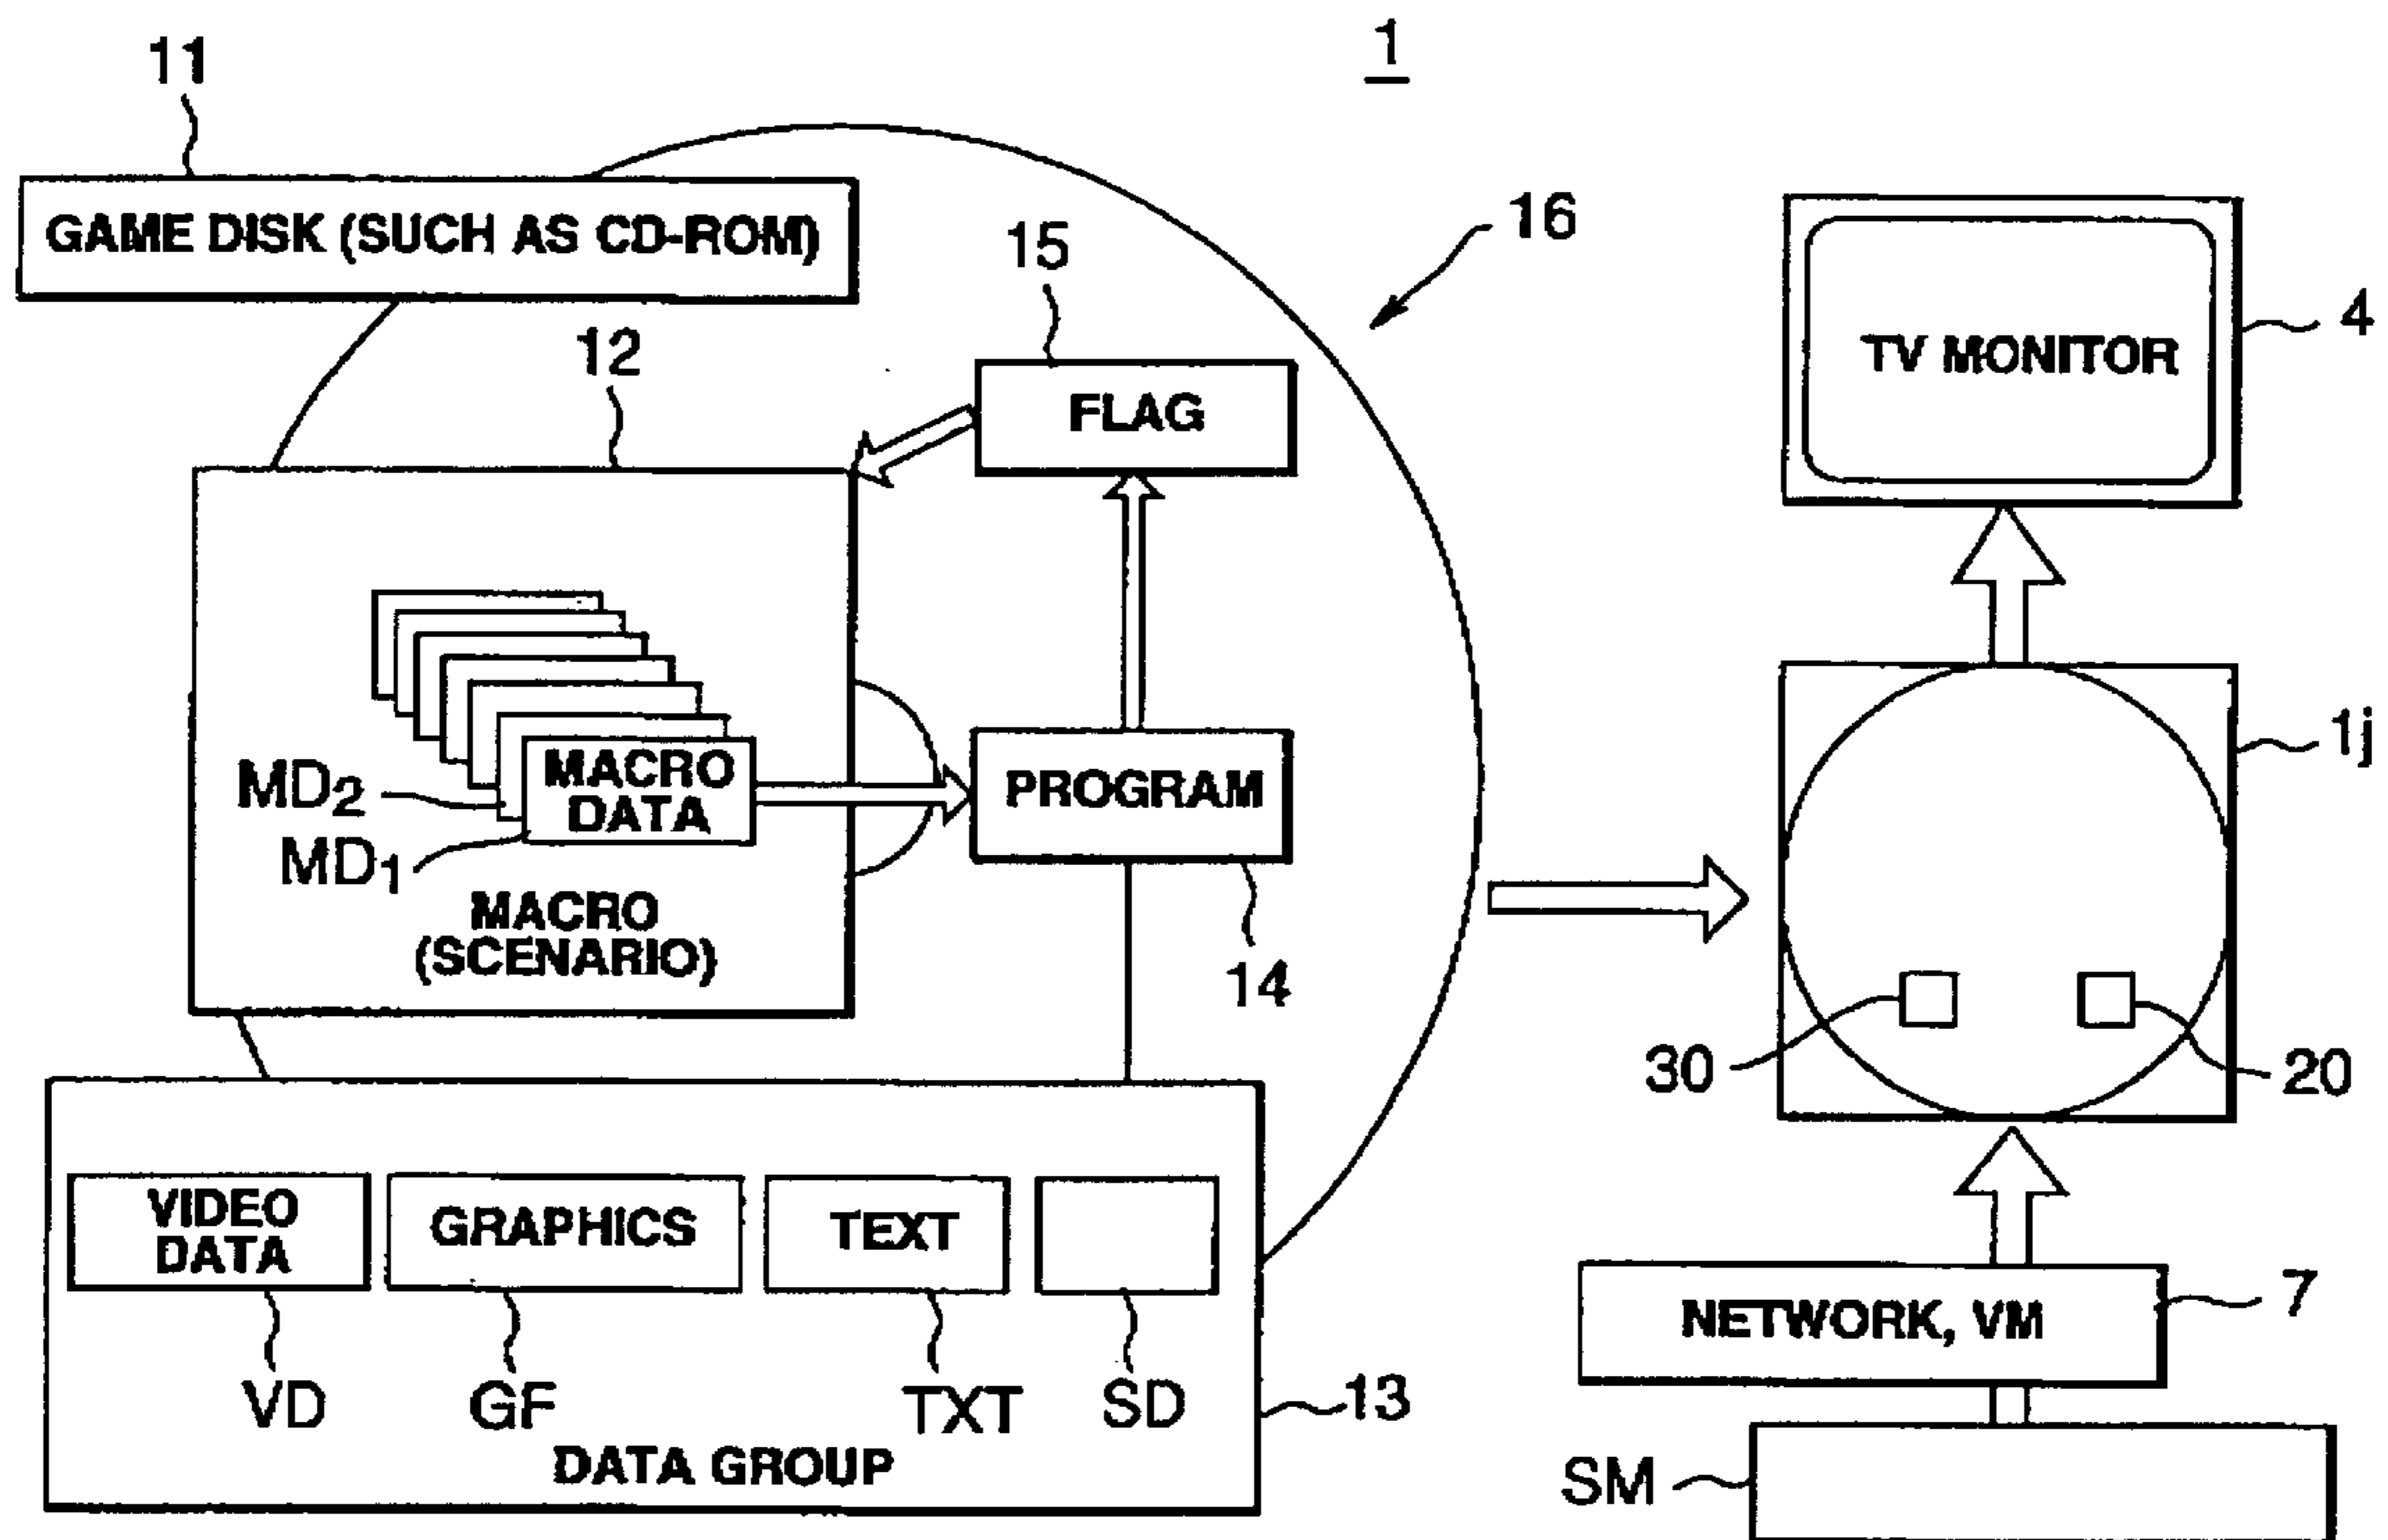 1
11
GAME DISK (SUCH AS CD-ROM)
16
15
FLAG
12
TV MONITOR
4
MACRO
DATA
MD2
MD1
MACRO
(SCENARIO)
PROGRAM
14
1j
30
20
VIDEO
DATA
GRAPHICS
TEXT
VD
GF
TXT
SD
13
DATA GROUP
NETWORK, VM
7
SM